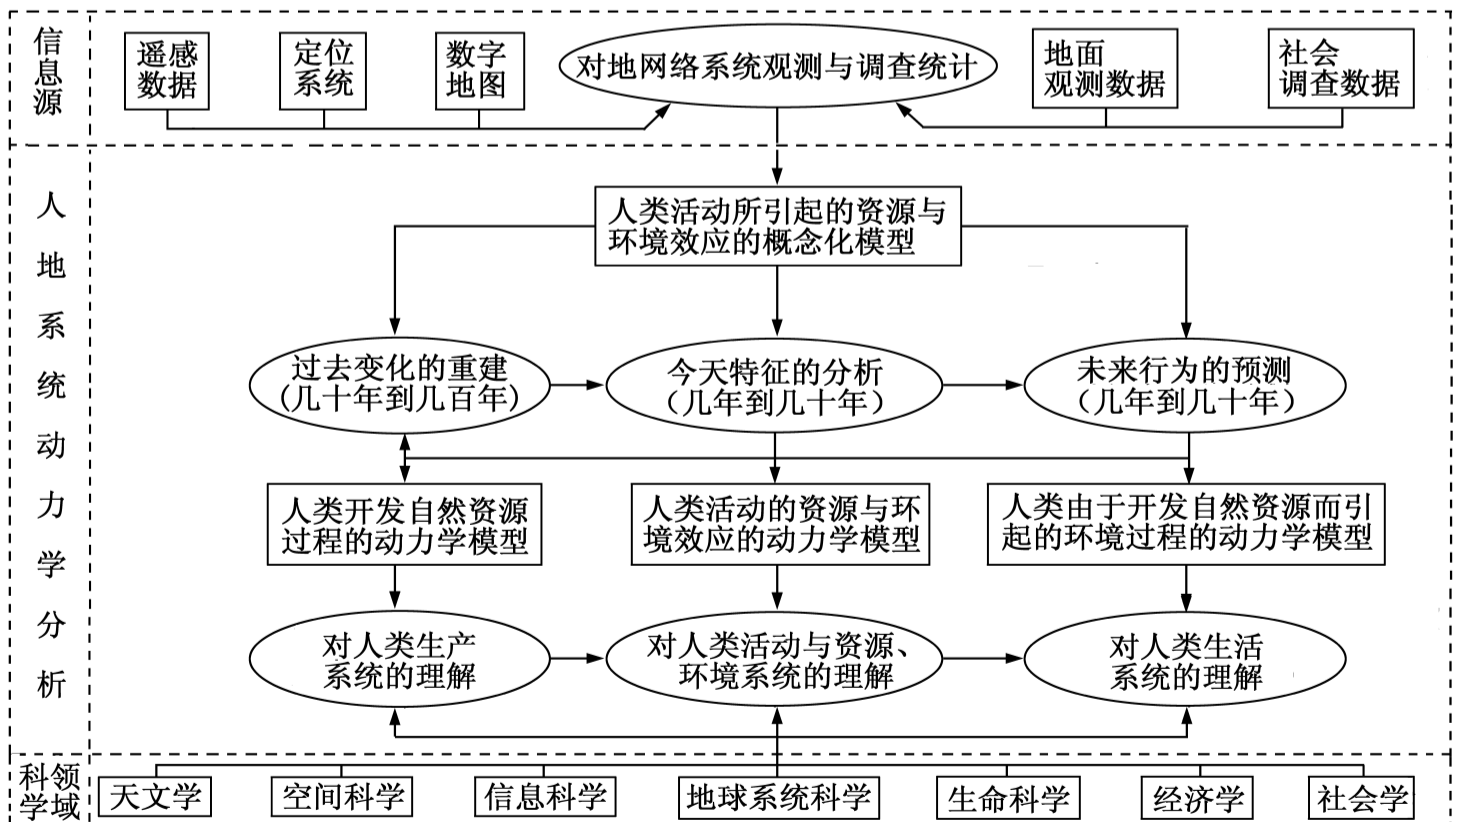 信息源
遥感
数据
定位
系统
数字
地图
对地网络系统观测与调查统计
地面
观测数据
社会
调查数据
人地系统动力学分析
人类活动所引起的资源与
环境效应的概念化模型
过去变化的重建
(几十年到几百年)
今天特征的分析
（几年到几十年）
未来行为的预测
（几年到几十年）
人类开发自然资源
过程的动力学模型
人类活动的资源与环
境效应的动力学模型
人类由于开发自然资源而引
起的环境过程的动力学模型
对人类生产
系统的理解
对人类活动与资源、
环境系统的理解
对人类生活
系统的理解
科学
领域
天文学
空间科学
信息科学
地球系统科学
生命科学
经济学
社会学